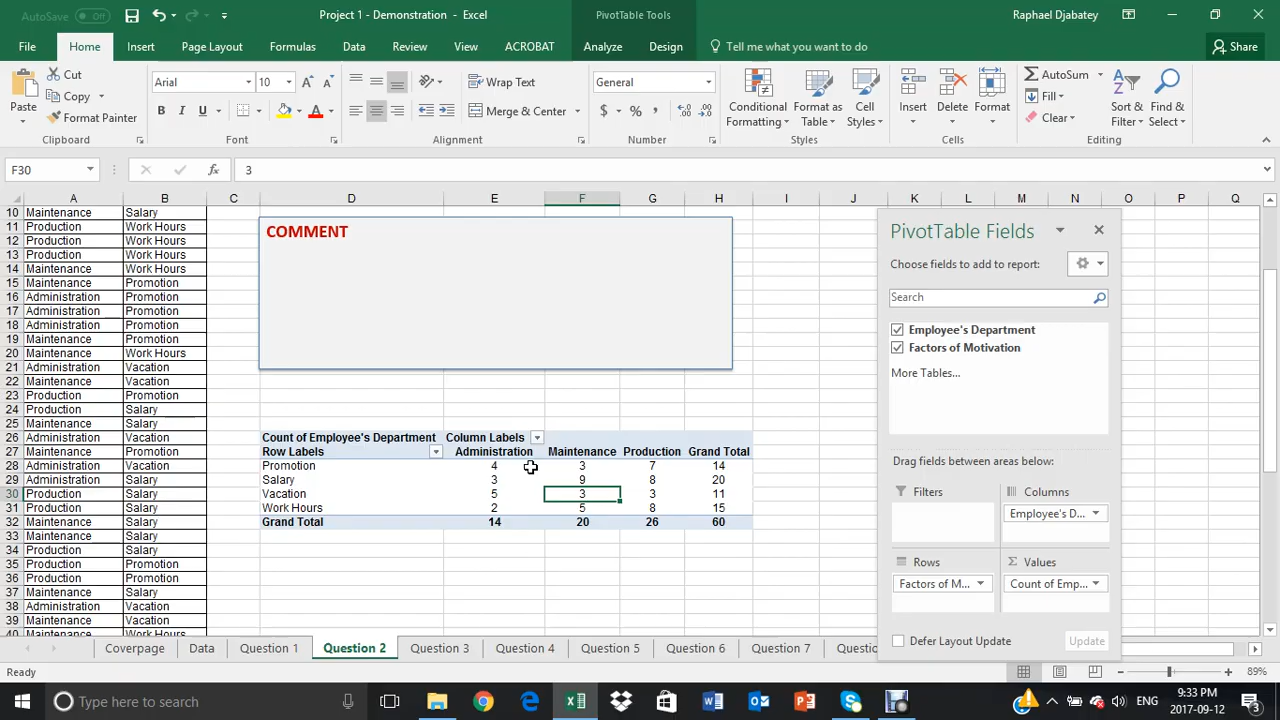 AutoSave Off Project 1 - Demonstration - Excel PivotTable Tools Raphael Djabatey
File Home Insert Page Layout Formulas Data Review View ACROBAT Analyze Design Tell me what you want to do Share
Paste Cut Copy Format Painter Clipboard
Arial 10 B I U Font
Wrap Text Merge & Center Alignment
General $ % , Number
Conditional Formatting Format as Table Cell Styles Styles
Insert Delete Format Cells
AutoSum Fill Clear Sort & Filter Find & Select Editing
F30 fx 3
A B C D E F G H I J K L M N O P Q
10 Maintenance Salary
11 Production Work Hours
12 Production Work Hours
13 Production Work Hours
14 Maintenance Work Hours
15 Maintenance Promotion
16 Administration Promotion
17 Administration Promotion
18 Administration Promotion
19 Maintenance Promotion
20 Maintenance Work Hours
21 Administration Vacation
22 Maintenance Vacation
23 Production Promotion
24 Production Salary
25 Maintenance Salary
26 Administration Vacation
27 Maintenance Promotion
28 Administration Vacation
29 Administration Salary
30 Production Salary
31 Production Salary
32 Maintenance Salary
33 Maintenance Salary
34 Production Salary
35 Production Promotion
36 Production Promotion
37 Maintenance Salary
38 Administration Vacation
39 Maintenance Vacation
40 Maintenance Work Hours
COMMENT
Count of Employee's Department Column Labels
Row Labels Administration Maintenance Production Grand Total
Promotion 4 3 7 14
Salary 3 9 8 20
Vacation 5 3 3 11
Work Hours 2 5 8 15
Grand Total 14 20 26 60
PivotTable Fields
Choose fields to add to report:
Search
Employee's Department
Factors of Motivation
More Tables...
Drag fields between areas below:
Filters Columns
Employee's D...
Rows Σ Values
Factors of M... Count of Emp...
Defer Layout Update Update
Coverpage Data Question 1 Question 2 Question 3 Question 4 Question 5 Question 6 Question 7 Questio
Ready 89%
Type here to search ENG 9:33 PM
2017-09-12